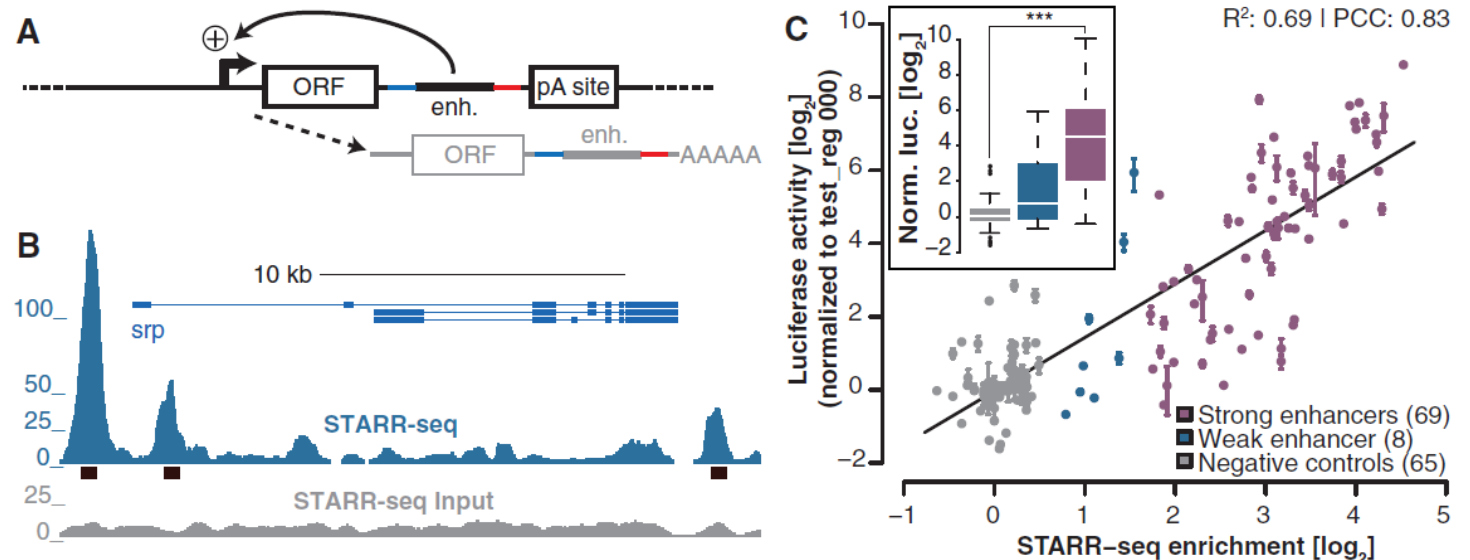 A
⊕
ORF
enh.
pA site
ORF
enh.
AAAAA
B
10 kb
srp
100_
50_
25_
0_
STARR-seq
25_
0_
STARR-seq Input
C
R²: 0.69 | PCC: 0.83
***
Norm. luc. [log₂]
10
8
6
4
2
0
−2
Luciferase activity [log₂]
(normalized to test_reg 000)
10
8
6
4
2
0
−2
Strong enhancers (69)
Weak enhancer (8)
Negative controls (65)
−1 0 1 2 3 4 5
STARR−seq enrichment [log₂]